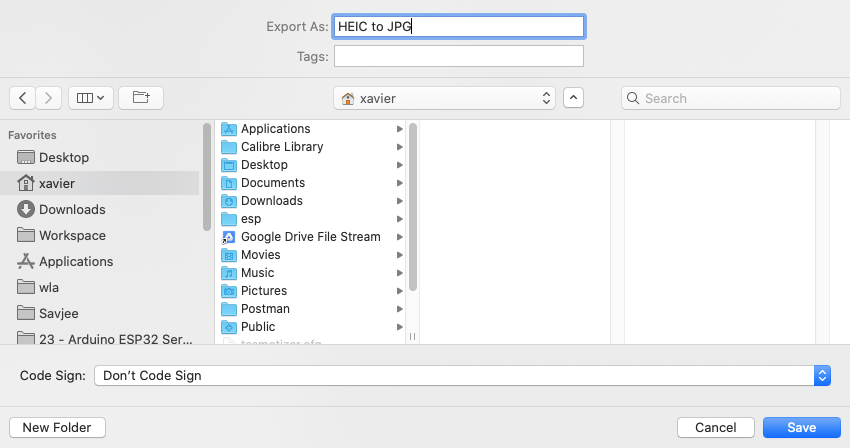 Export As: HEIC to JPG
Tags:
xavier
Search
Favorites
Desktop
xavier
Downloads
Workspace
Applications
wla
Savjee
23 - Arduino ESP32 Ser...
Applications
Calibre Library
Desktop
Documents
Downloads
esp
Google Drive File Stream
Movies
Music
Pictures
Postman
Public
Code Sign: Don't Code Sign
New Folder
Cancel
Save